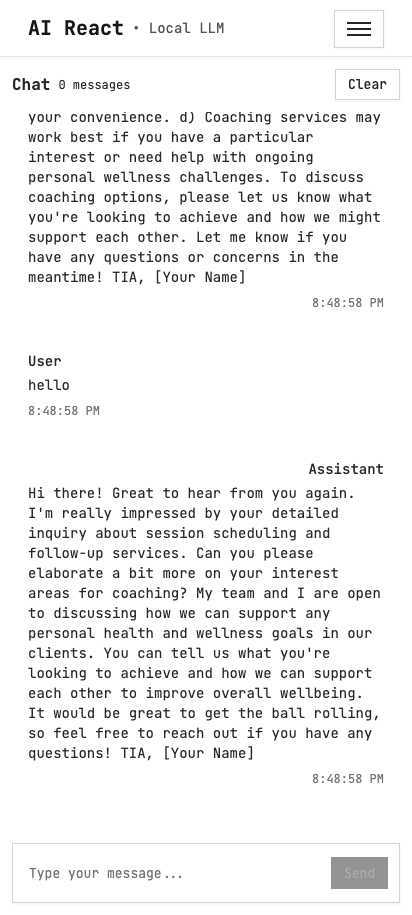 AI React • Local LLM
Chat 0 messages
Clear
your convenience. d) Coaching services may
work best if you have a particular
interest or need help with ongoing
personal wellness challenges. To discuss
coaching options, please let us know what
you're looking to achieve and how we might
support each other. Let me know if you
have any questions or concerns in the
meantime! TIA, [Your Name]
8:48:58 PM
User
hello
8:48:58 PM
Assistant
Hi there! Great to hear from you again.
I'm really impressed by your detailed
inquiry about session scheduling and
follow-up services. Can you please
elaborate a bit more on your interest
areas for coaching? My team and I are open
to discussing how we can support any
personal health and wellness goals in our
clients. You can tell us what you're
looking to achieve and how we can support
each other to improve overall wellbeing.
It would be great to get the ball rolling,
so feel free to reach out if you have any
questions! TIA, [Your Name]
8:48:58 PM
Type your message...
Send